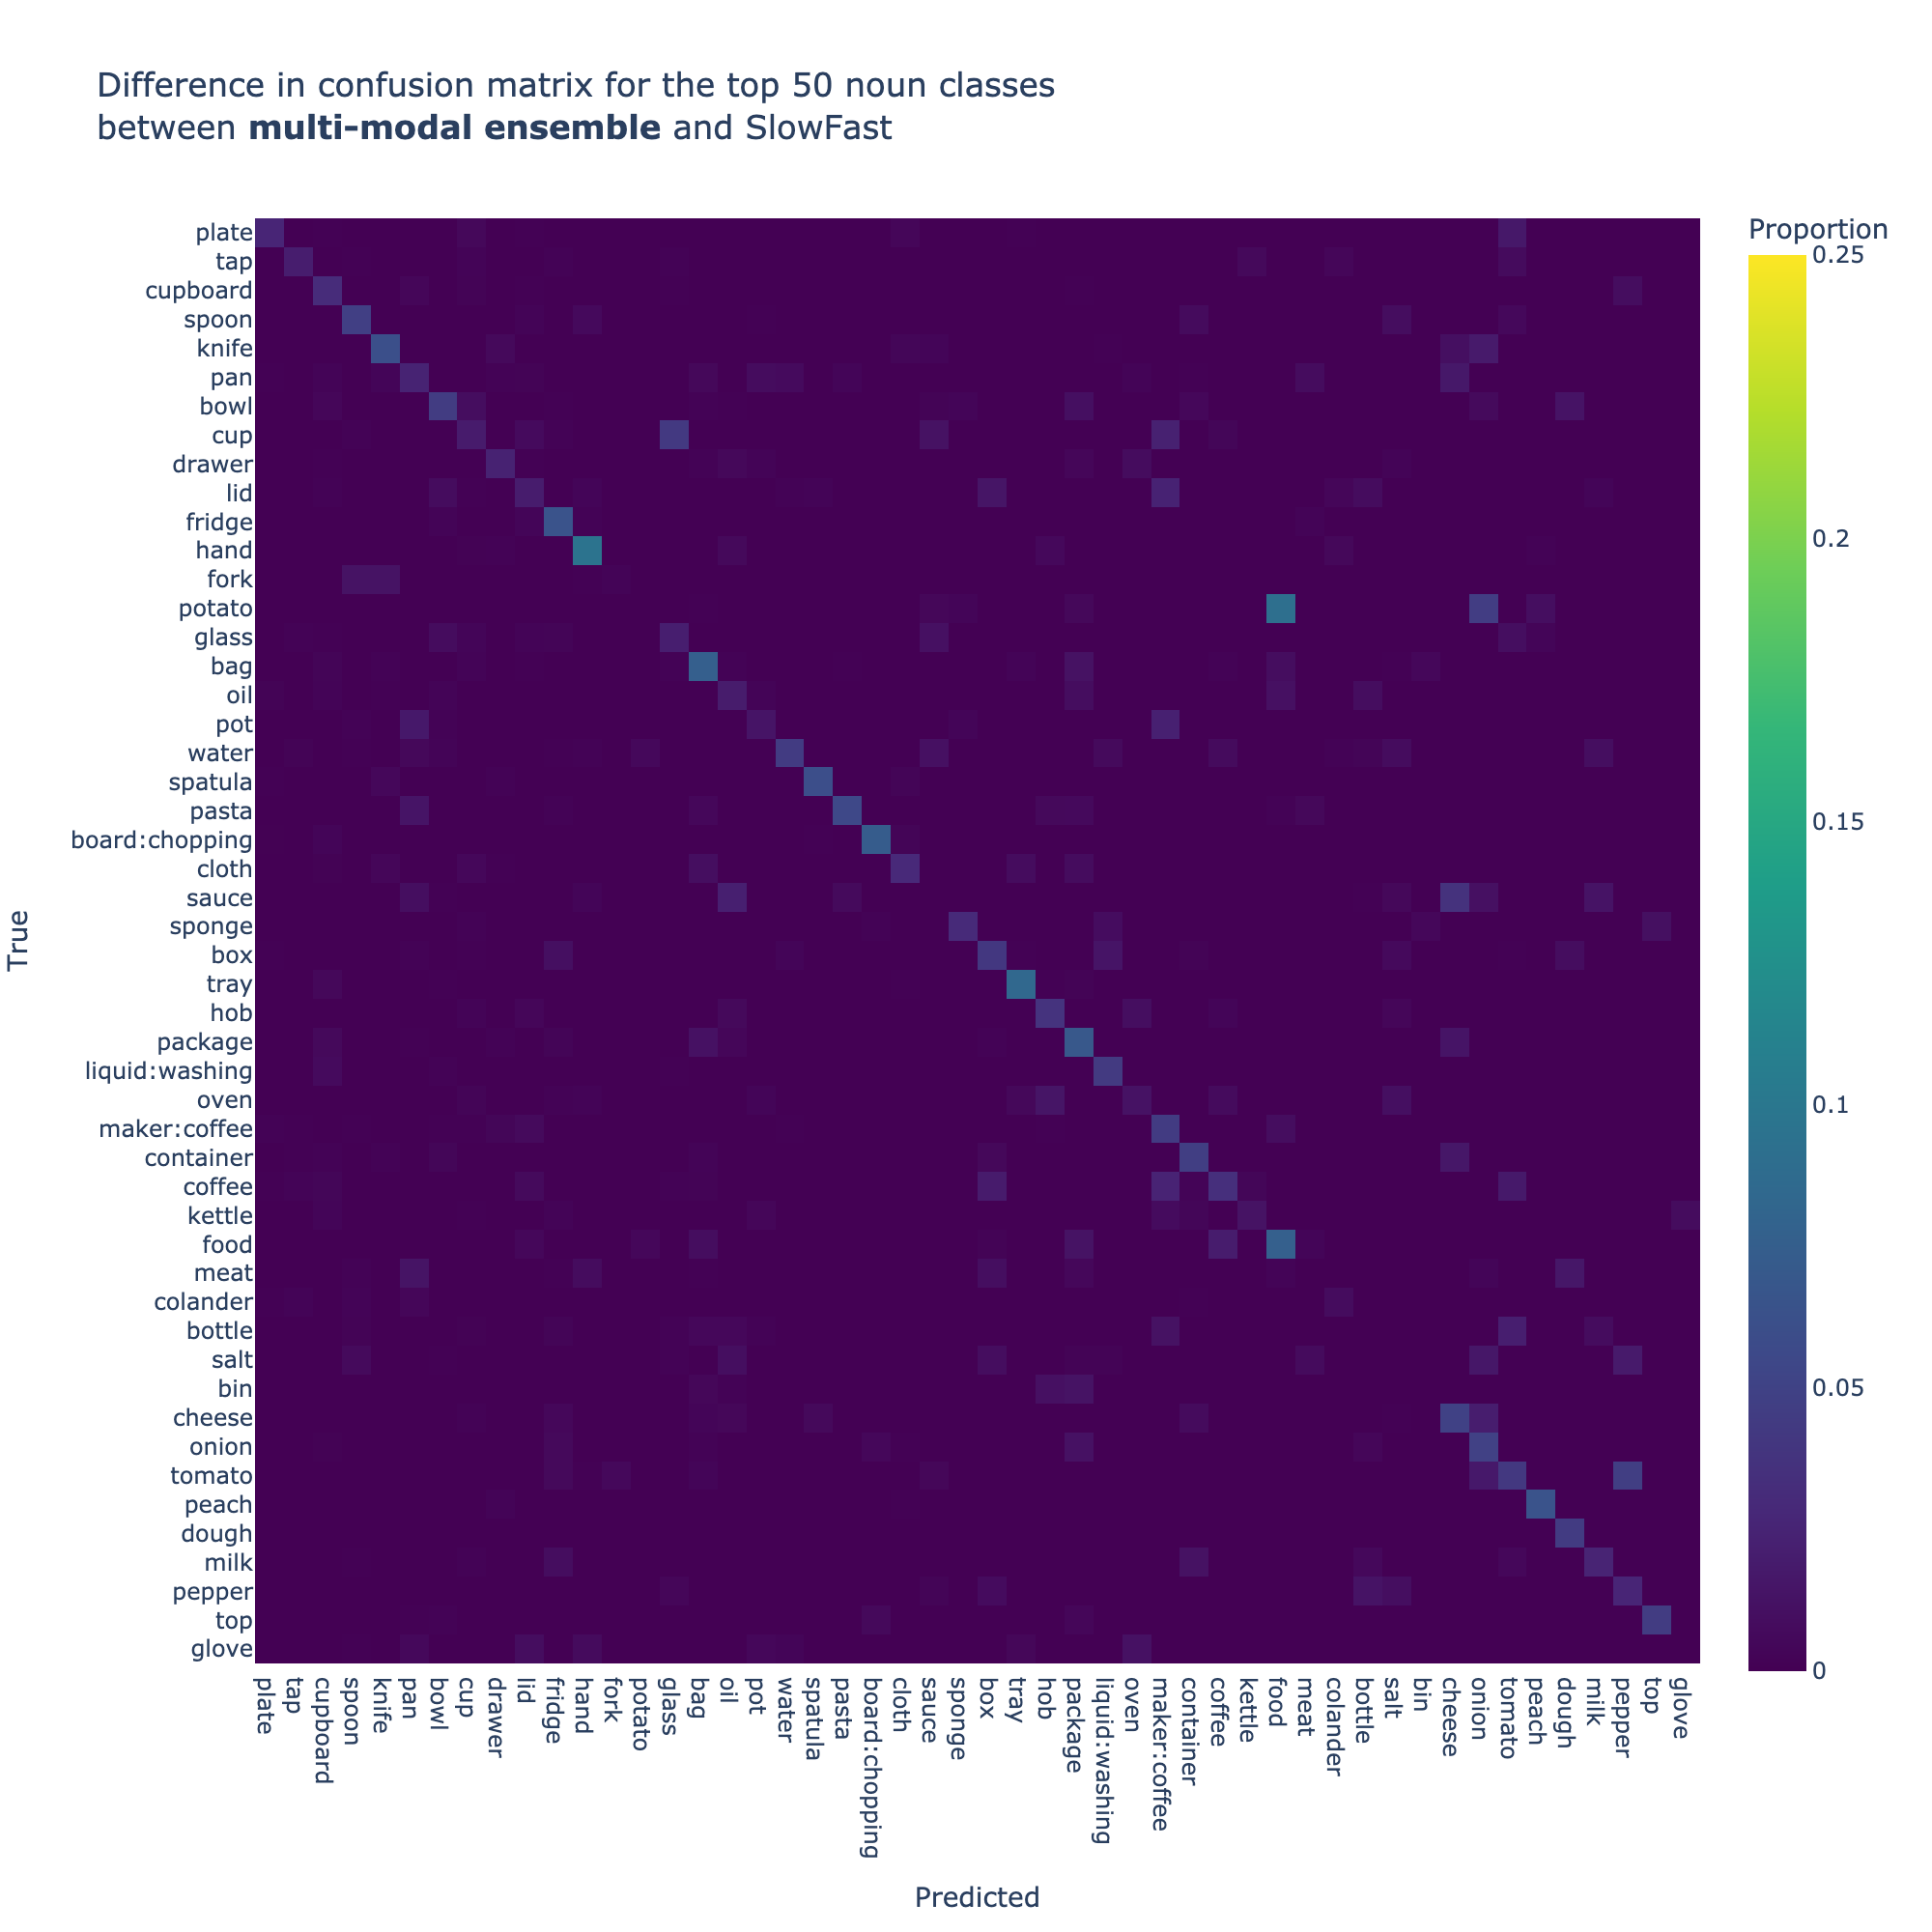 Difference in confusion matrix for the top 50 noun classes
between multi-modal ensemble and SlowFast
Proportion
0.25
0.2
0.15
0.1
0.05
0
True
plate
tap
cupboard
spoon
knife
pan
bowl
cup
drawer
lid
fridge
hand
fork
potato
glass
bag
oil
pot
water
spatula
pasta
board:chopping
cloth
sauce
sponge
box
tray
hob
package
liquid:washing
oven
maker:coffee
container
coffee
kettle
food
meat
colander
bottle
salt
bin
cheese
onion
tomato
peach
dough
milk
pepper
top
glove
plate
tap
cupboard
spoon
knife
pan
bowl
cup
drawer
lid
fridge
hand
fork
potato
glass
bag
oil
pot
water
spatula
pasta
board:chopping
cloth
sauce
sponge
box
tray
hob
package
liquid:washing
oven
maker:coffee
container
coffee
kettle
food
meat
colander
bottle
salt
bin
cheese
onion
tomato
peach
dough
milk
pepper
top
glove
Predicted